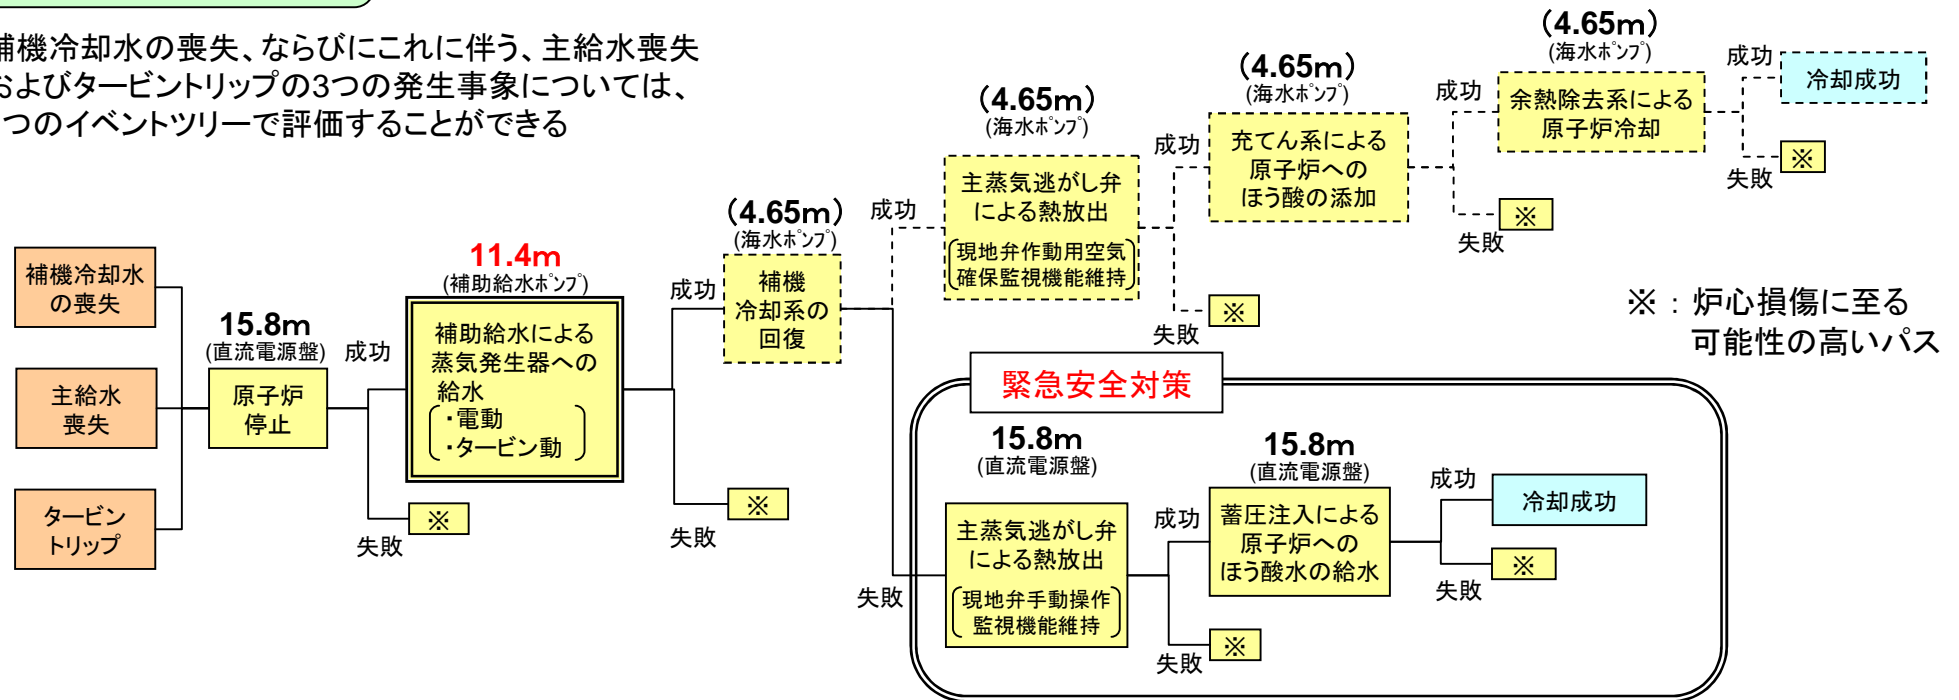 補機冷却水の喪失、ならびにこれに伴う、主給水喪失
およびタービントリップの3つの発生事象については、
つのイベントツリーで評価することができる
補機冷却水
の喪失
主給水
喪失
タービン
トリップ
15.8m
(直流電源盤)
原子炉
停止
成功
失敗
※
11.4m
(補助給水ポンプ)
補助給水による
蒸気発生器への
給水
・電動
・タービン動
成功
失敗
※
(4.65m)
(海水ポンプ)
補機
冷却系の
回復
成功
失敗
(4.65m)
(海水ポンプ)
主蒸気逃がし弁
による熱放出
現地弁作動用空気
確保監視機能維持
成功
失敗
※
(4.65m)
(海水ポンプ)
充てん系による
原子炉への
ほう酸の添加
成功
失敗
※
(4.65m)
(海水ポンプ)
余熱除去系による
原子炉冷却
成功
失敗
※
冷却成功
※：炉心損傷に至る
可能性の高いパス
緊急安全対策
15.8m
(直流電源盤)
主蒸気逃がし弁
による熱放出
現地弁手動操作
監視機能維持
成功
失敗
※
15.8m
(直流電源盤)
蓄圧注入による
原子炉への
ほう酸水の給水
成功
失敗
※
冷却成功